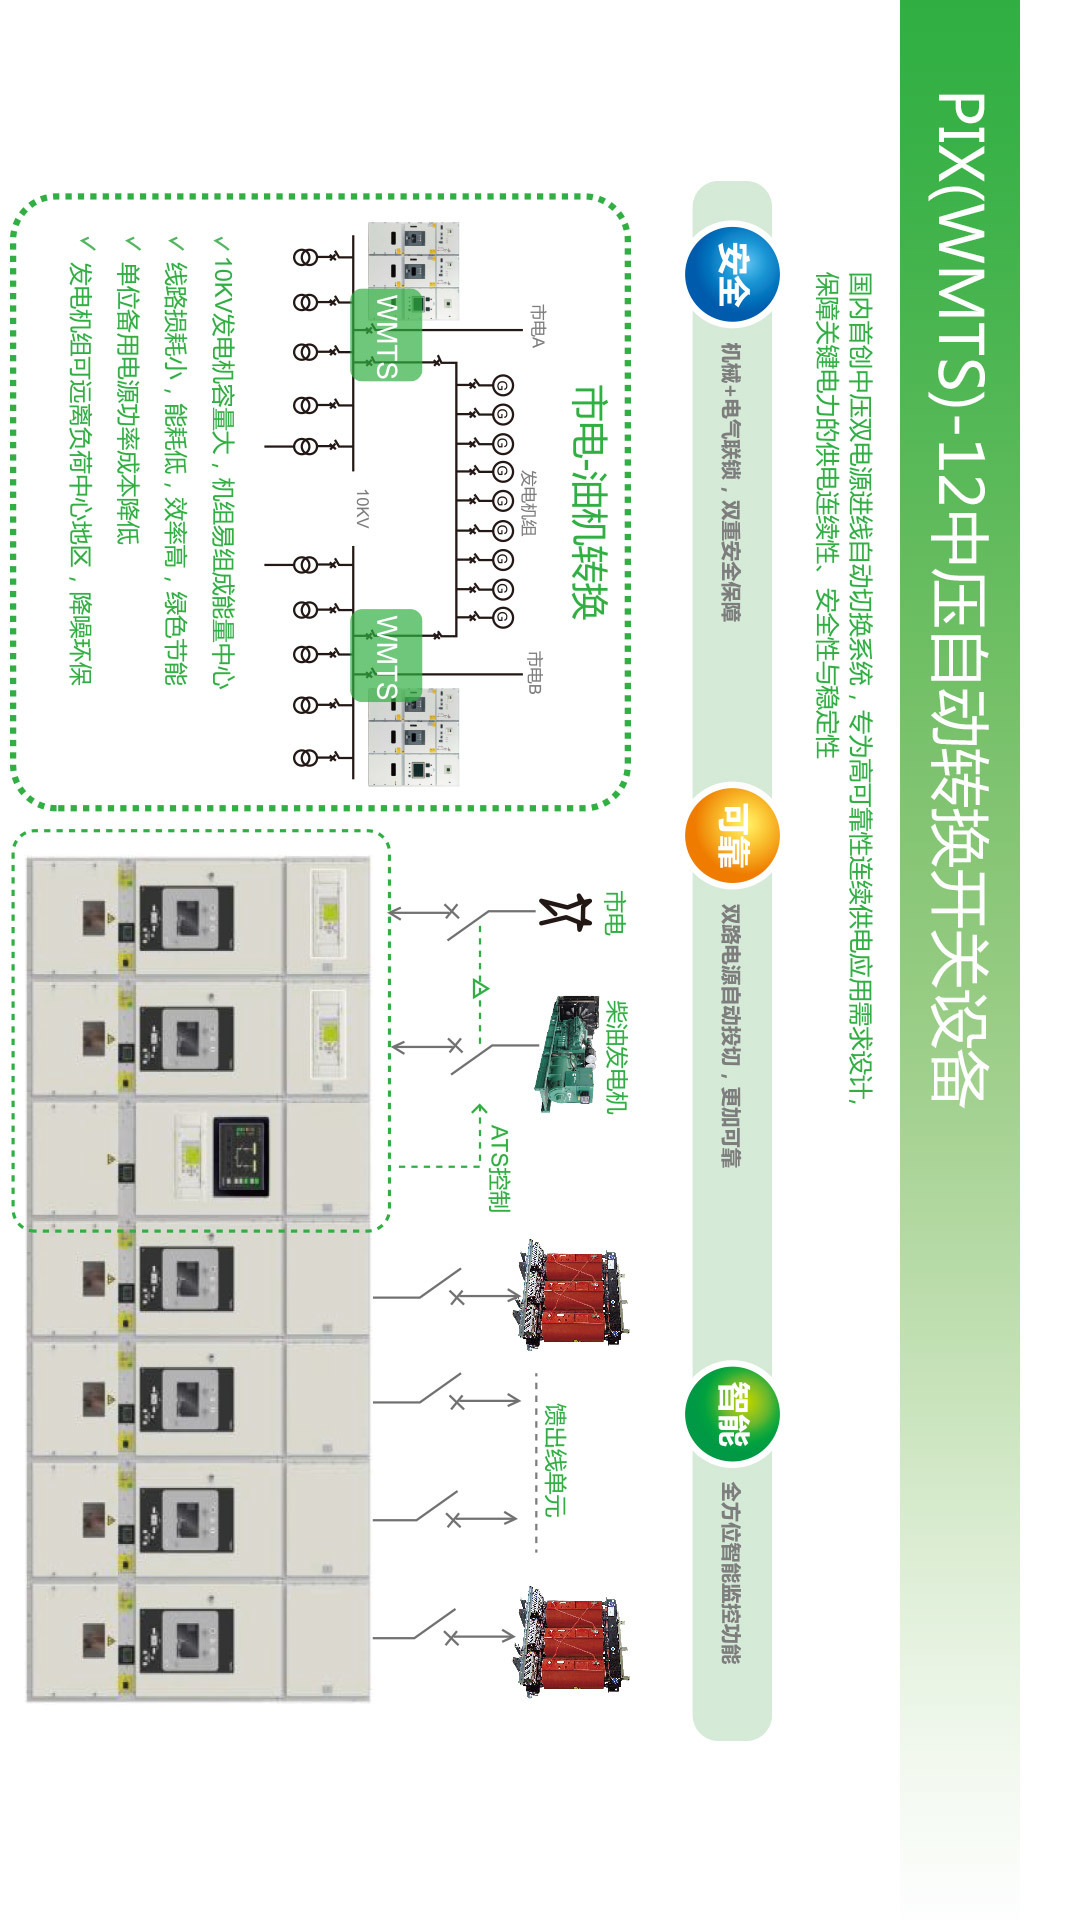 PIX(WMTS)-12中压自动转换开关设备
国内首创中压双电源进线自动切换系统，专为高可靠性连续供电应用需求设计，
保障关键电力的供电连续性、安全性与稳定性
安全
机械+电气联锁，双重安全保障
可靠
双路电源自动投切，更加可靠
智能
全方位智能监控功能
市电-油机转换
市电A
发电机组
市电B
G
G
G
G
G
G
G
G
G
WMTS
WMTS
10KV
✓ 10KV发电机容量大，机组易组成能量中心
✓ 线路损耗小，能耗低，效率高，绿色节能
✓ 单位备用电源功率成本降低
✓ 发电机组可远离负荷中心地区，降噪环保
市电
柴油发电机
ATS控制
馈出线单元